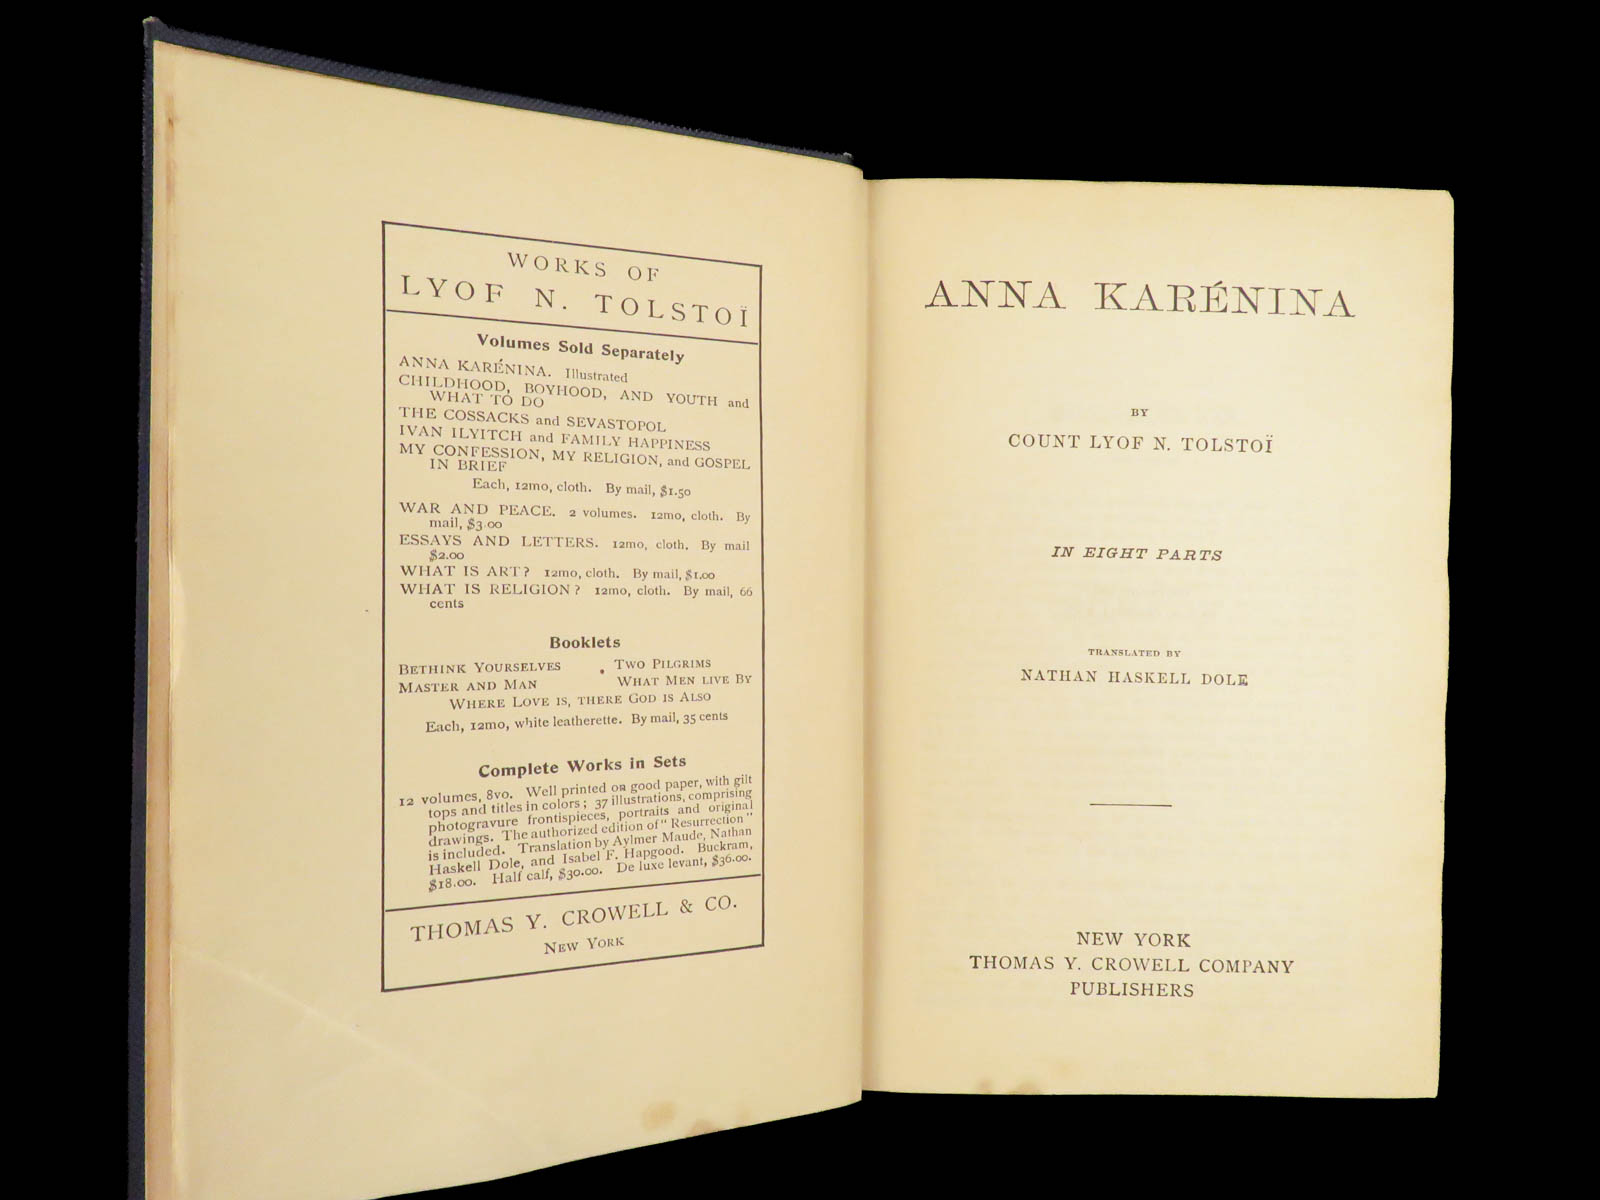 WORKS OF
LYOF N. TOLSTOÏ
Volumes Sold Separately
ANNA KARÉNINA. Illustrated
CHILDHOOD, BOYHOOD, AND YOUTH and
WHAT TO DO
THE COSSACKS and SEVASTOPOL
IVAN ILYITCH and FAMILY HAPPINESS
MY CONFESSION, MY RELIGION, and GOSPEL
IN BRIEF
Each, 12mo, cloth. By mail, $1.50
WAR AND PEACE. 2 volumes. 12mo, cloth. By
mail, $3.00
ESSAYS AND LETTERS. 12mo, cloth. By mail
$2.00
WHAT IS ART? 12mo, cloth. By mail, $1.00
WHAT IS RELIGION? 12mo, cloth. By mail, 66
cents
Booklets
BETHINK YOURSELVES TWO PILGRIMS
MASTER AND MAN WHAT MEN LIVE BY
WHERE LOVE IS, THERE GOD IS ALSO
Each, 12mo, white leatherette. By mail, 35 cents
Complete Works in Sets
12 volumes, 8vo. Well printed on good paper, with gilt
tops and titles in colors; 37 illustrations, comprising
photogravure frontispieces, portraits and original
drawings. The authorized edition of "Resurrection"
is included. Translation by Aylmer Maude, Nathan
Haskell Dole, and Isabel F. Hapgood. Buckram,
$18.00. Half calf, $30.00. De luxe levant, $36.00.
THOMAS Y. CROWELL & CO.
NEW YORK
ANNA KARÉNINA
BY
COUNT LYOF N. TOLSTOÏ
IN EIGHT PARTS
TRANSLATED BY
NATHAN HASKELL DOLE
NEW YORK
THOMAS Y. CROWELL COMPANY
PUBLISHERS